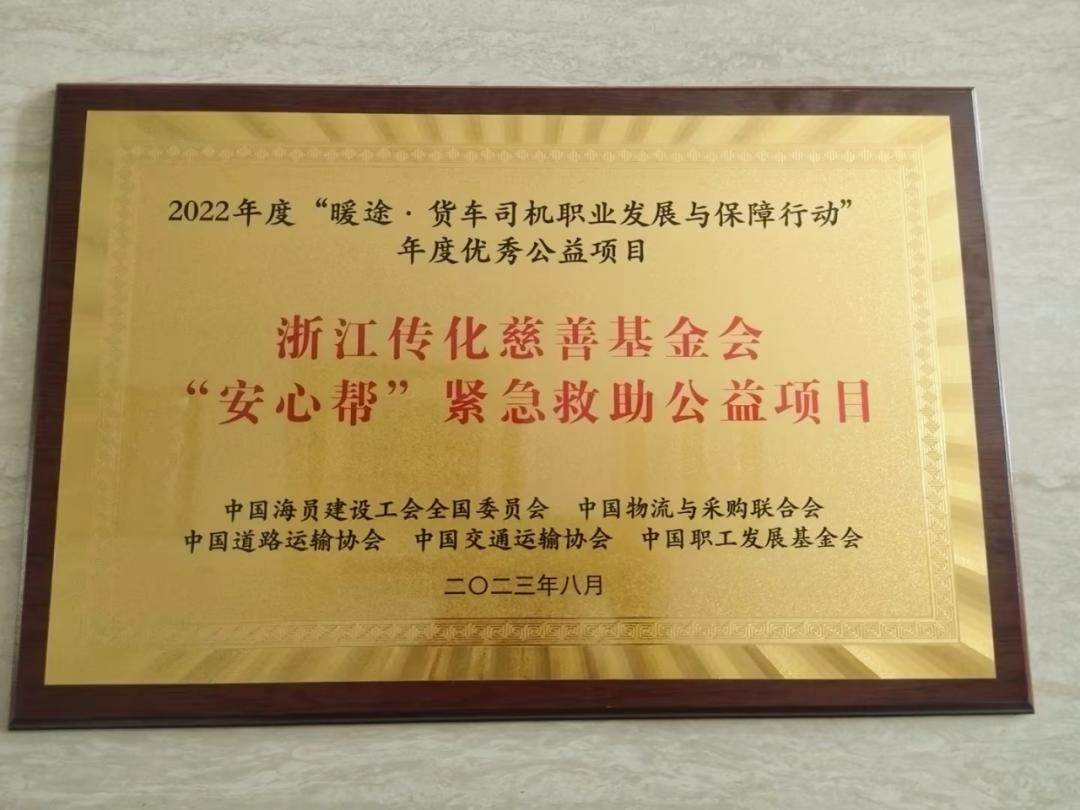 2022年度“暖途·货车司机职业发展与保障行动”
年度优秀公益项目
浙江传化慈善基金会
“安心帮”紧急救助公益项目
中国海员建设工会全国委员会 中国物流与采购联合会
中国道路运输协会 中国交通运输协会 中国职工发展基金会
二〇二三年八月